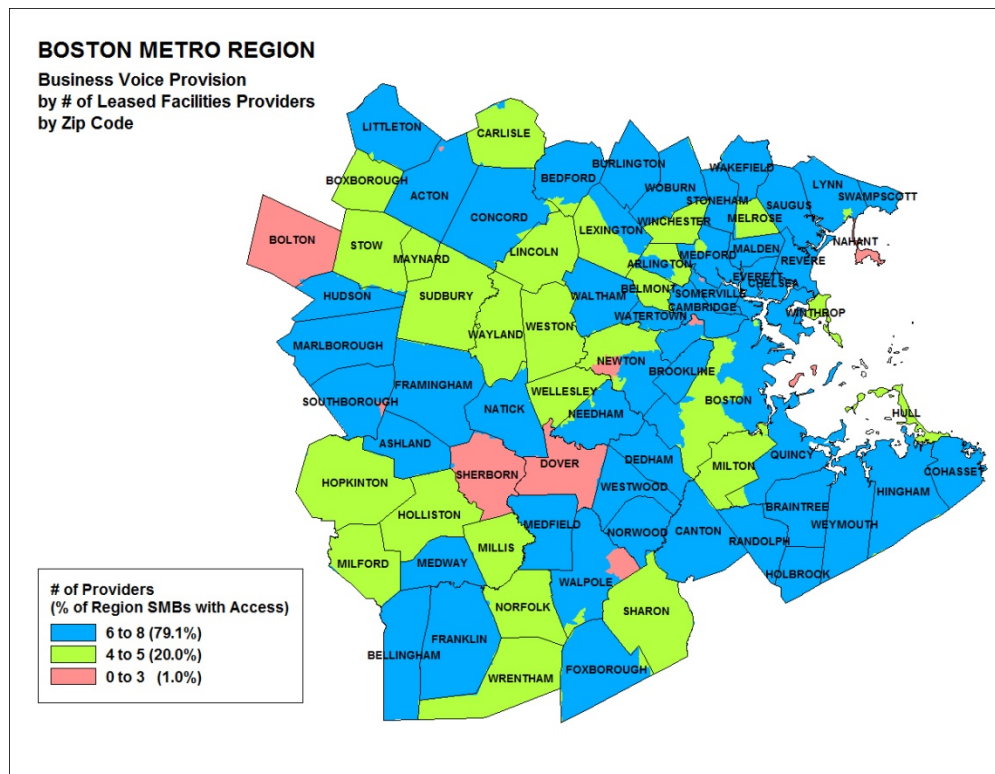 BOSTON METRO REGION
Business Voice Provision
by # of Leased Facilities Providers
by Zip Code
LITTLETON
CARLISLE
BOXBOROUGH
ACTON
CONCORD
BEDFORD
BURLINGTON
WOBURN
WAKEFIELD
STONEHAM
LYNN
SWAMPSCOTT
SAUGUS
MELROSE
WINCHESTER
LEXINGTON
BOLTON
STOW
MAYNARD
LINCOLN
ARLINGTON
MEDFORD
MALDEN
NAHANT
REVERE
EVERETT
CHELSEA
BELMONT
SOMERVILLE
CAMBRIDGE
WINTHROP
HUDSON
SUDBURY
WALTHAM
WATERTOWN
WAYLAND
WESTON
MARLBOROUGH
NEWTON
BROOKLINE
FRAMINGHAM
WELLESLEY
SOUTHBOROUGH
NATICK
NEEDHAM
BOSTON
HULL
ASHLAND
DEDHAM
QUINCY
MILTON
COHASSET
SHERBORN
DOVER
HOPKINTON
WESTWOOD
HINGHAM
HOLLISTON
BRAINTREE
WEYMOUTH
MEDFIELD
NORWOOD
CANTON
RANDOLPH
MILLIS
MILFORD
MEDWAY
HOLBROOK
WALPOLE
NORFOLK
SHARON
FRANKLIN
BELLINGHAM
FOXBOROUGH
WRENTHAM
# of Providers
(% of Region SMBs with Access)
6 to 8 (79.1%)
4 to 5 (20.0%)
0 to 3 (1.0%)